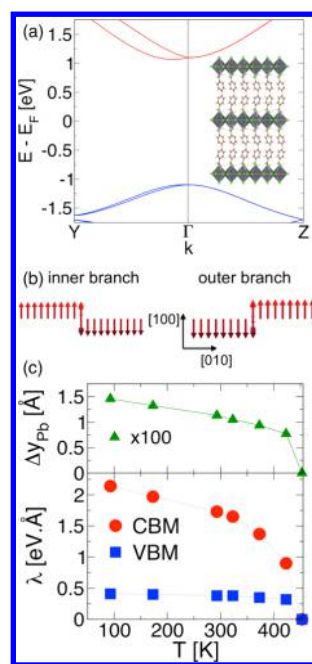 (a)
1.5
1
0.5
0
-0.5
-1
-1.5
E - E_F [eV]
Y Γ Z
k
(b) inner branch outer branch
[100]
[010]
(c)
1.5
1
0.5
0
Δy_Pb [Å]
x100
2
1.5
1
0.5
0
λ [eV.Å]
CBM
VBM
100 200 300 400
T [K]